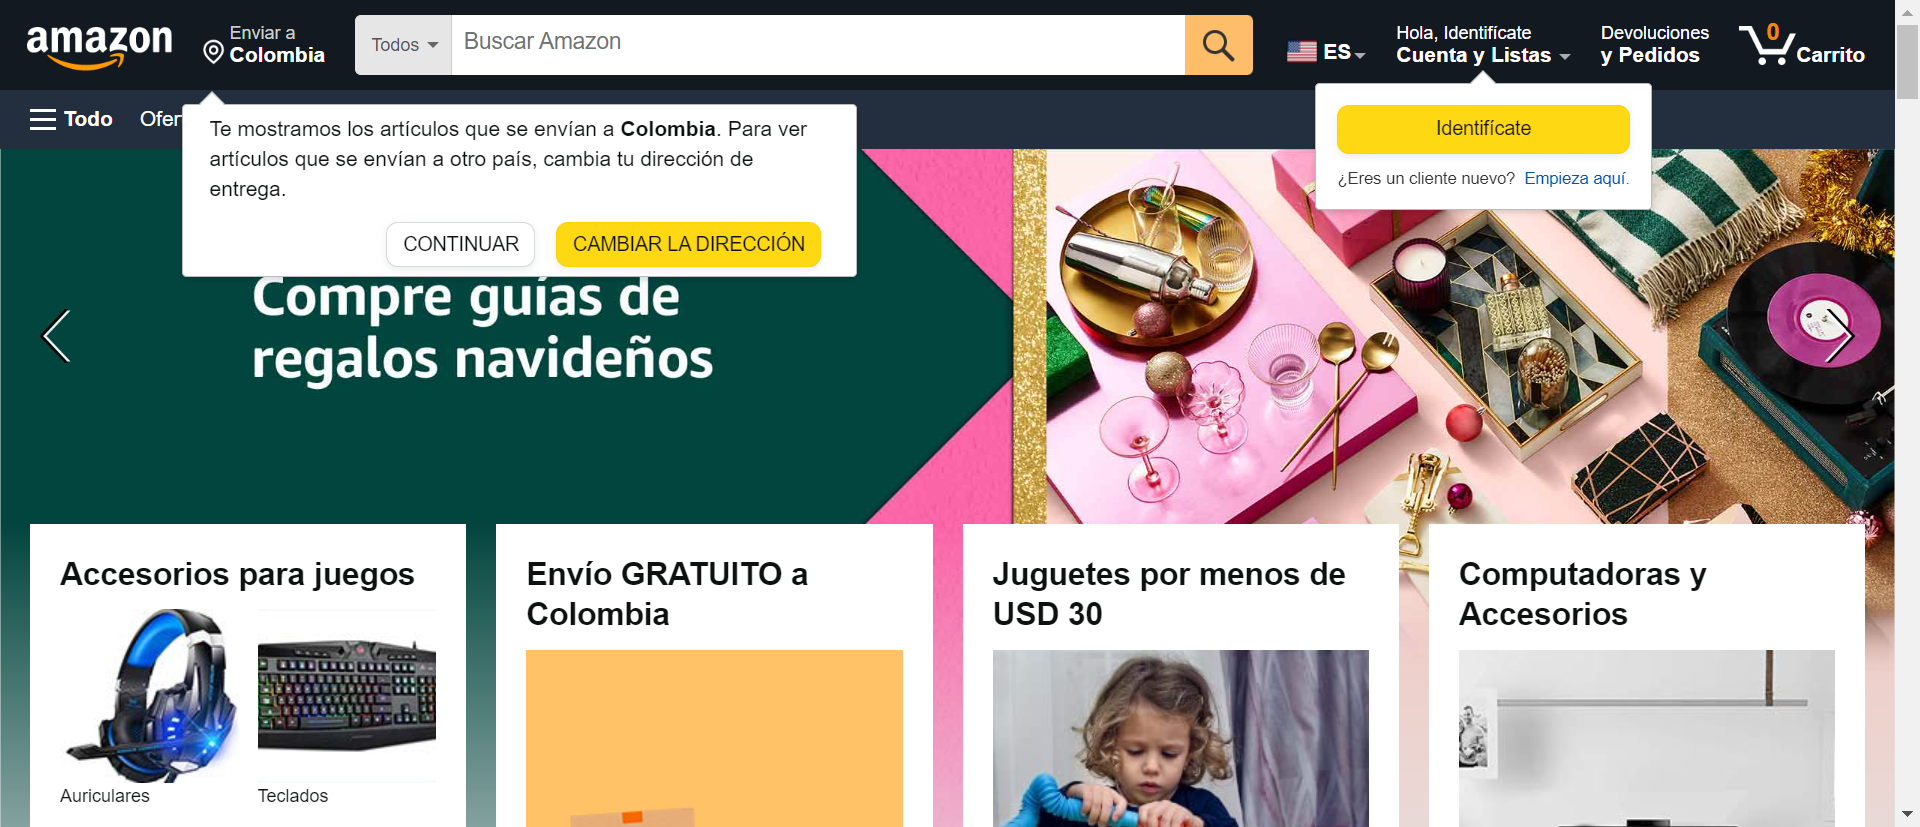 amazon
Enviar a
Colombia
Todos
Buscar Amazon
ES
Hola, Identifícate
Cuenta y Listas
Devoluciones
y Pedidos
0
Carrito
Todo
Ofer
Te mostramos los artículos que se envían a Colombia. Para ver
artículos que se envían a otro país, cambia tu dirección de
entrega.
CONTINUAR
CAMBIAR LA DIRECCIÓN
Identifícate
¿Eres un cliente nuevo? Empieza aquí.
Compre guías de
regalos navideños
Accesorios para juegos
Auriculares
Teclados
Envío GRATUITO a
Colombia
Juguetes por menos de
USD 30
Computadoras y
Accesorios